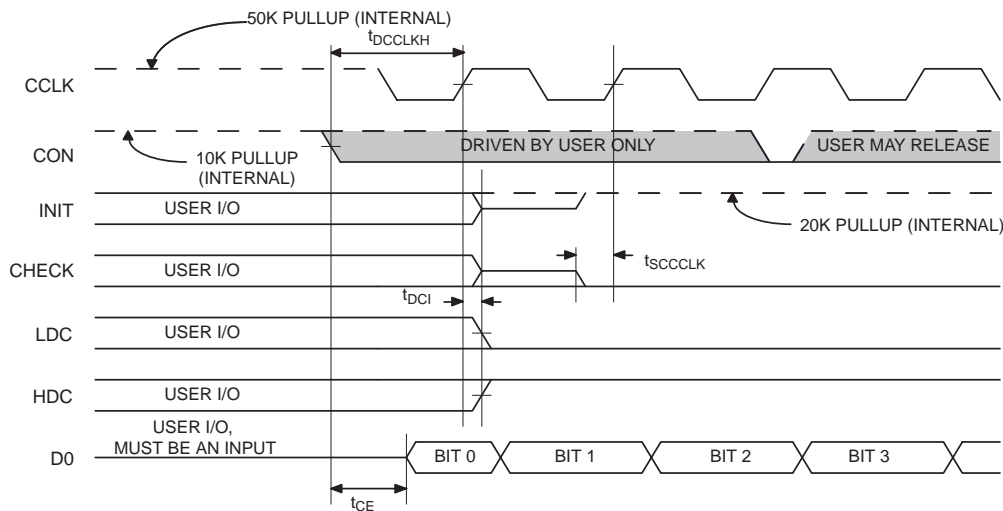 50K PULLUP (INTERNAL)
tDCCLKH
CCLK
CON
10K PULLUP
(INTERNAL)
DRIVEN BY USER ONLY
USER MAY RELEASE
INIT
USER I/O
20K PULLUP (INTERNAL)
CHECK
USER I/O
tSCCCLK
tDCI
LDC
USER I/O
HDC
USER I/O
USER I/O,
MUST BE AN INPUT
D0
BIT 0
BIT 1
BIT 2
BIT 3
tCE